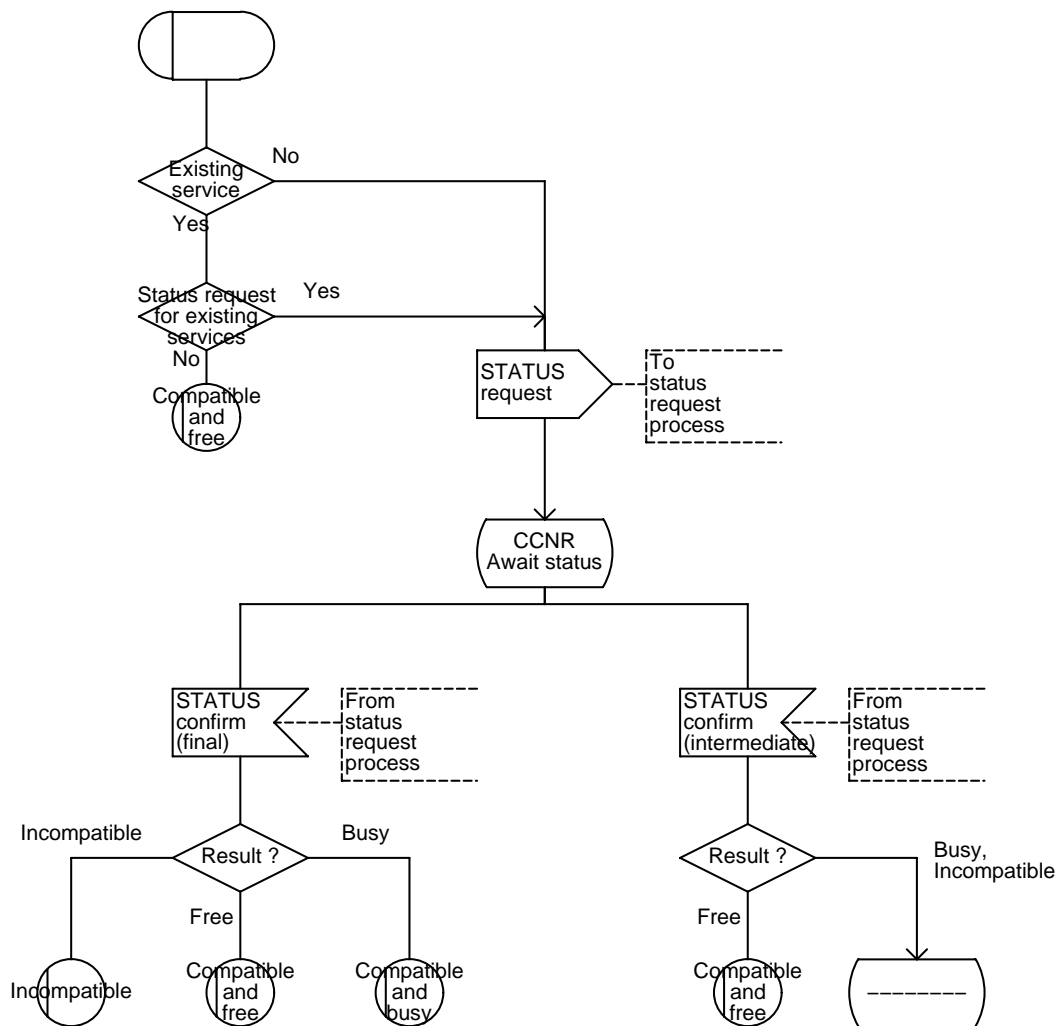 No
Existing
service
Yes
Status request
for existing
services
Yes
No
Compatible
and
free
STATUS
request
To
status
request
process
CCNR
Await status
STATUS
confirm
(final)
From
status
request
process
STATUS
confirm
(intermediate)
From
status
request
process
Incompatible
Result ?
Busy
Free
Result ?
Busy,
Incompatible
Free
Incompatible
Compatible
and
free
Compatible
and
busy
Compatible
and
free